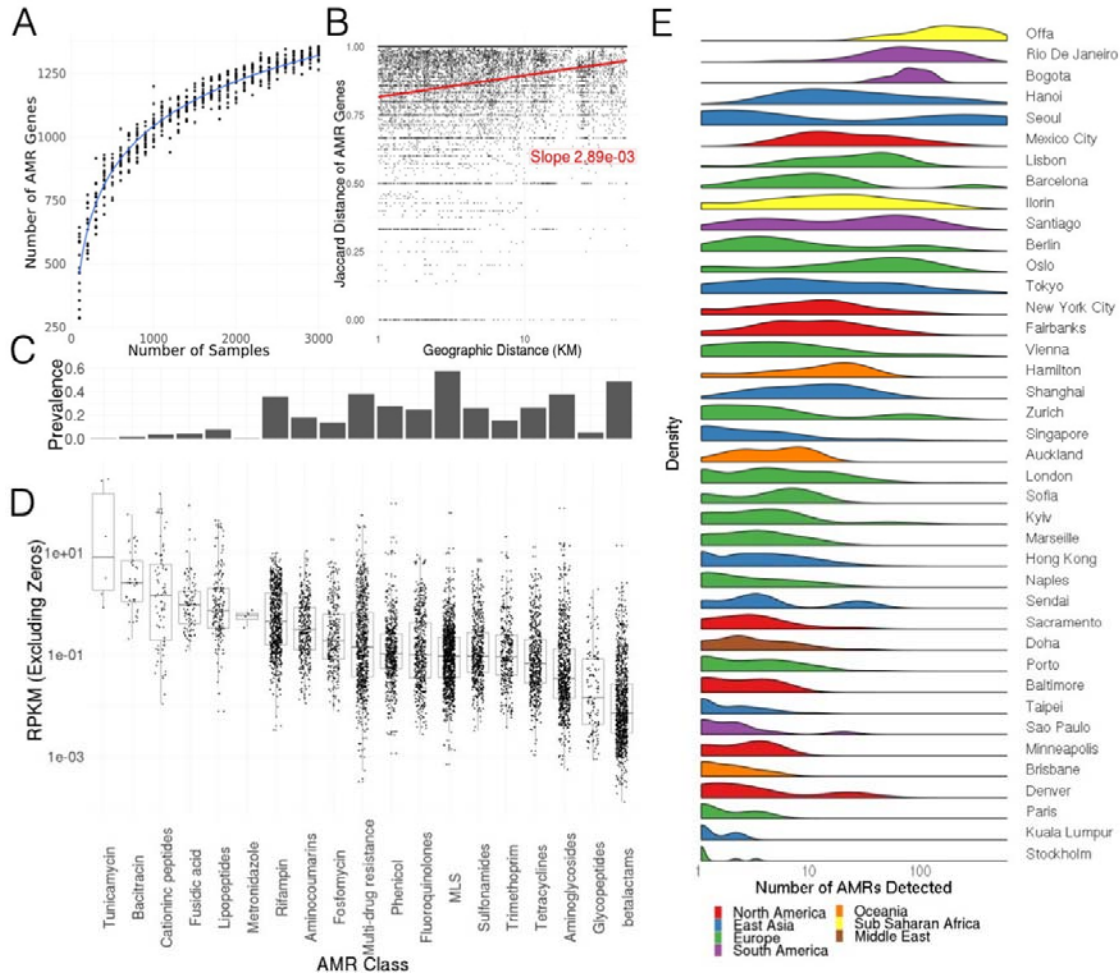 A
1250
1000
750
500
250
Number of AMR Genes
0
1000
2000
3000
Number of Samples
B
1.00
0.75
0.50
0.25
0.00
Jaccard Distance of AMR Genes
Slope 2.89e-03
1
10
Geographic Distance (KM)
C
0.6
0.4
0.2
0.0
Prevalence
D
1e+01
1e-01
1e-03
RPKM (Excluding Zeros)
Tunicamycin
Bacitracin
Cationinc peptides
Fusidic acid
Lipopeptides
Metronidazole
Rifampin
Aminocoumarins
Fosfomycin
Multi-drug resistance
Phenicol
Fluoroquinolones
MLS
Sulfonamides
Trimethoprim
Tetracyclines
Aminoglycosides
Glycopeptides
betalactams
AMR Class
E
Offa
Rio De Janeiro
Bogota
Hanoi
Seoul
Mexico City
Lisbon
Barcelona
Ilorin
Santiago
Berlin
Oslo
Tokyo
New York City
Fairbanks
Vienna
Hamilton
Shanghai
Zurich
Singapore
Auckland
London
Sofia
Kyiv
Marseille
Hong Kong
Naples
Sendai
Sacramento
Doha
Porto
Baltimore
Taipei
Sao Paulo
Minneapolis
Brisbane
Denver
Paris
Kuala Lumpur
Stockholm
Density
1
10
100
Number of AMRs Detected
North America
East Asia
Europe
South America
Oceania
Sub Saharan Africa
Middle East